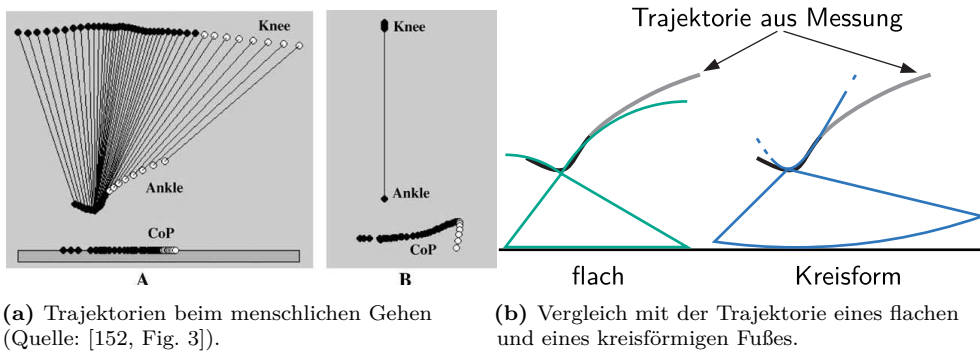 Knee
Ankle
CoP
A
Knee
Ankle
CoP
B
Trajektorie aus Messung
flach
Kreisform
(a) Trajektorien beim menschlichen Gehen
(Quelle: [152, Fig. 3]).
(b) Vergleich mit der Trajektorie eines flachen
und eines kreisförmigen Fußes.